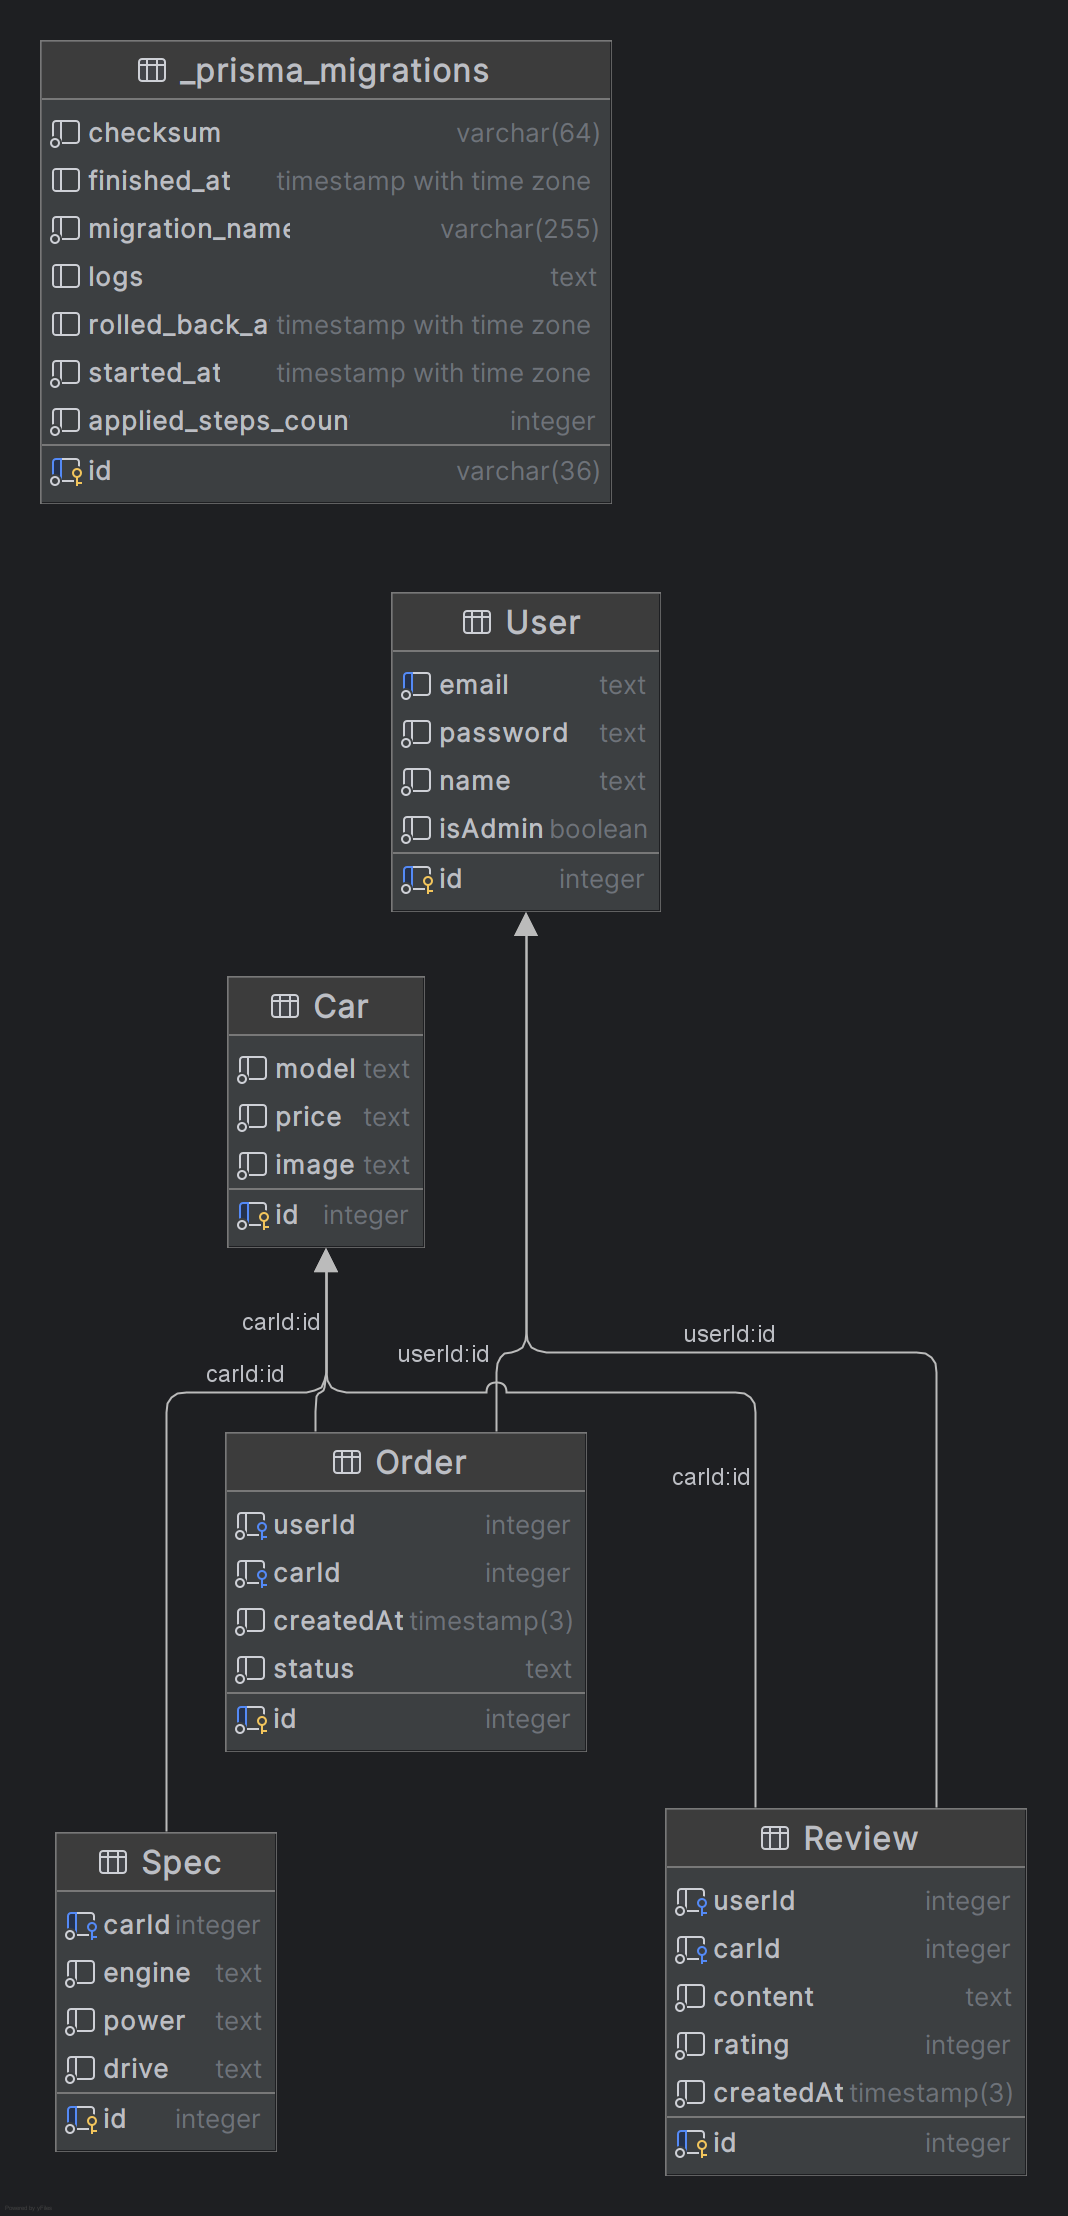 _prisma_migrations
checksum varchar(64)
finished_at timestamp with time zone
migration_name varchar(255)
logs text
rolled_back_a timestamp with time zone
started_at timestamp with time zone
applied_steps_coun integer
id varchar(36)
User
email text
password text
name text
isAdmin boolean
id integer
Car
model text
price text
image text
id integer
carId:id
userId:id
userId:id
carId:id
carId:id
Order
userId integer
carId integer
createdAt timestamp(3)
status text
id integer
Spec
carId integer
engine text
power text
drive text
id integer
Review
userId integer
carId integer
content text
rating integer
createdAt timestamp(3)
id integer
Powered by yFiles